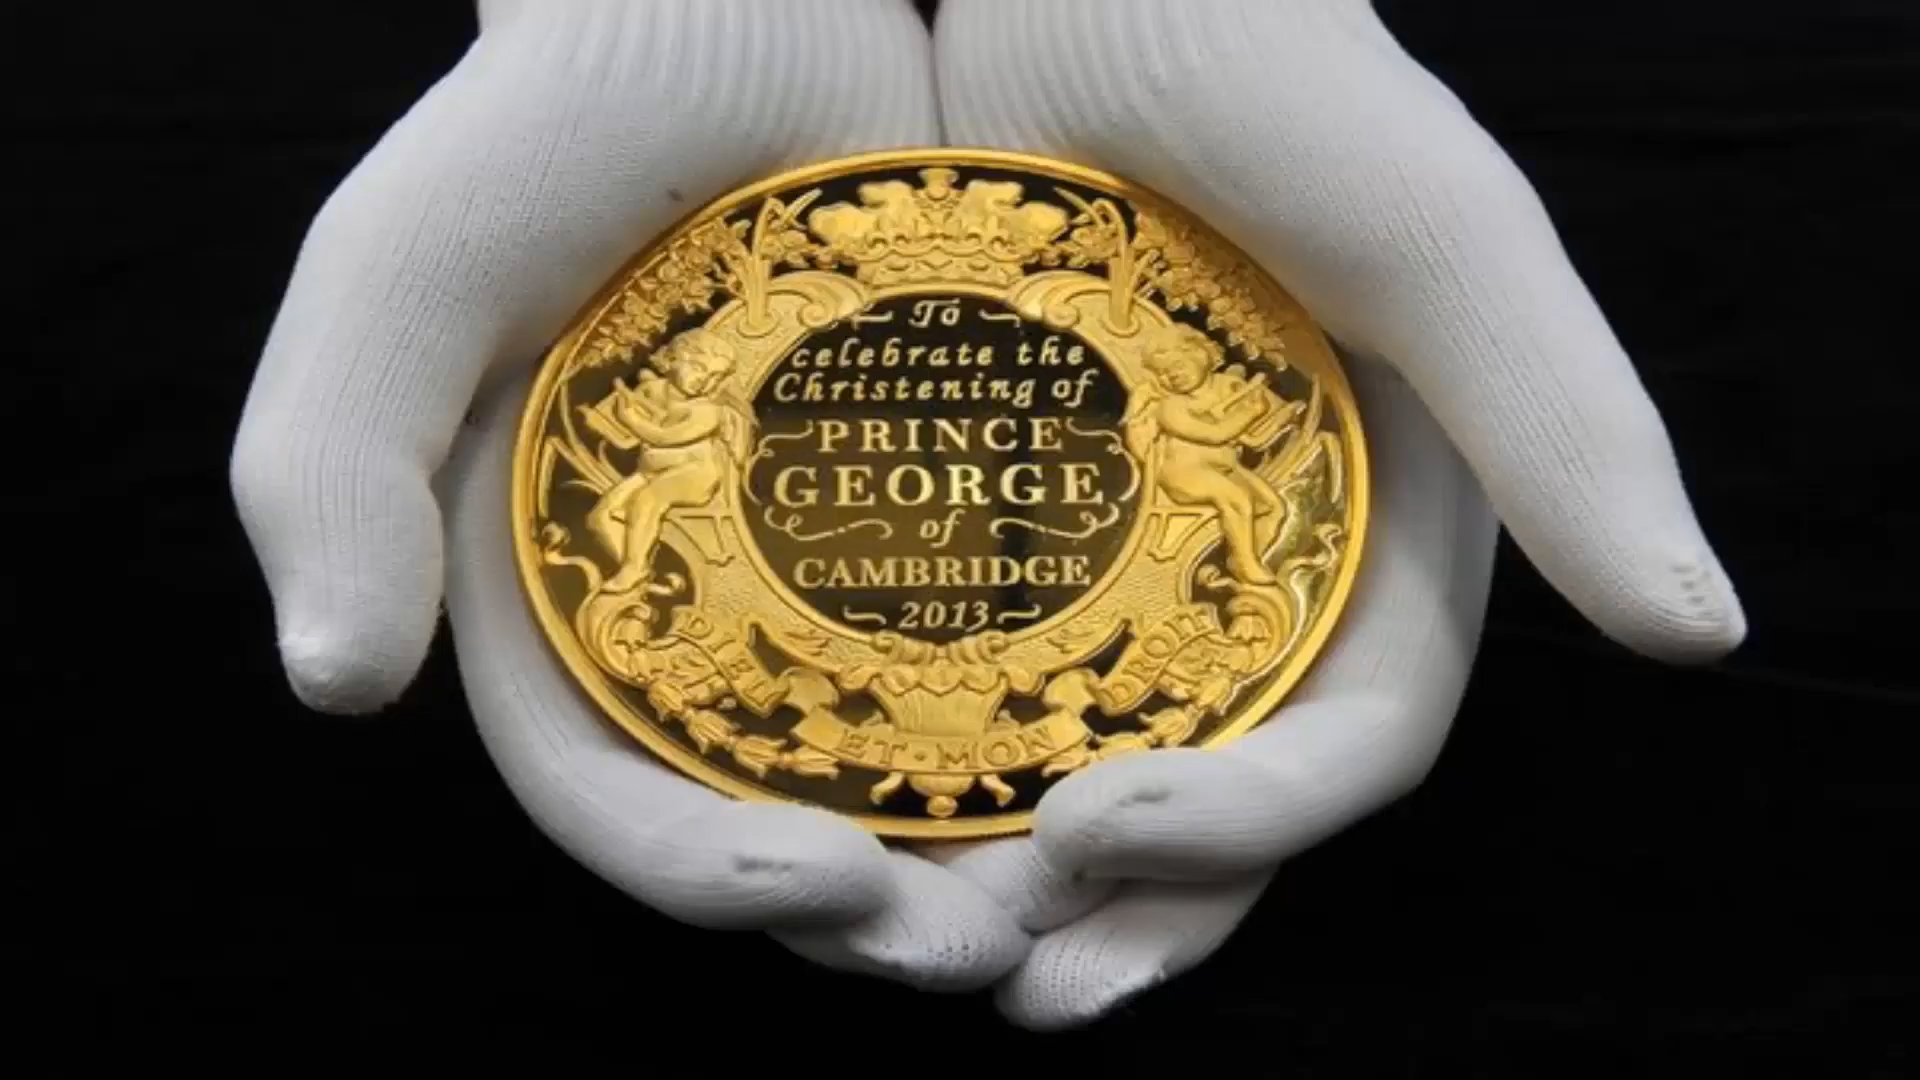 To
celebrate the
Christening of
PRINCE
GEORGE
of
CAMBRIDGE
2013
DIEU
ET · MON
DROIT